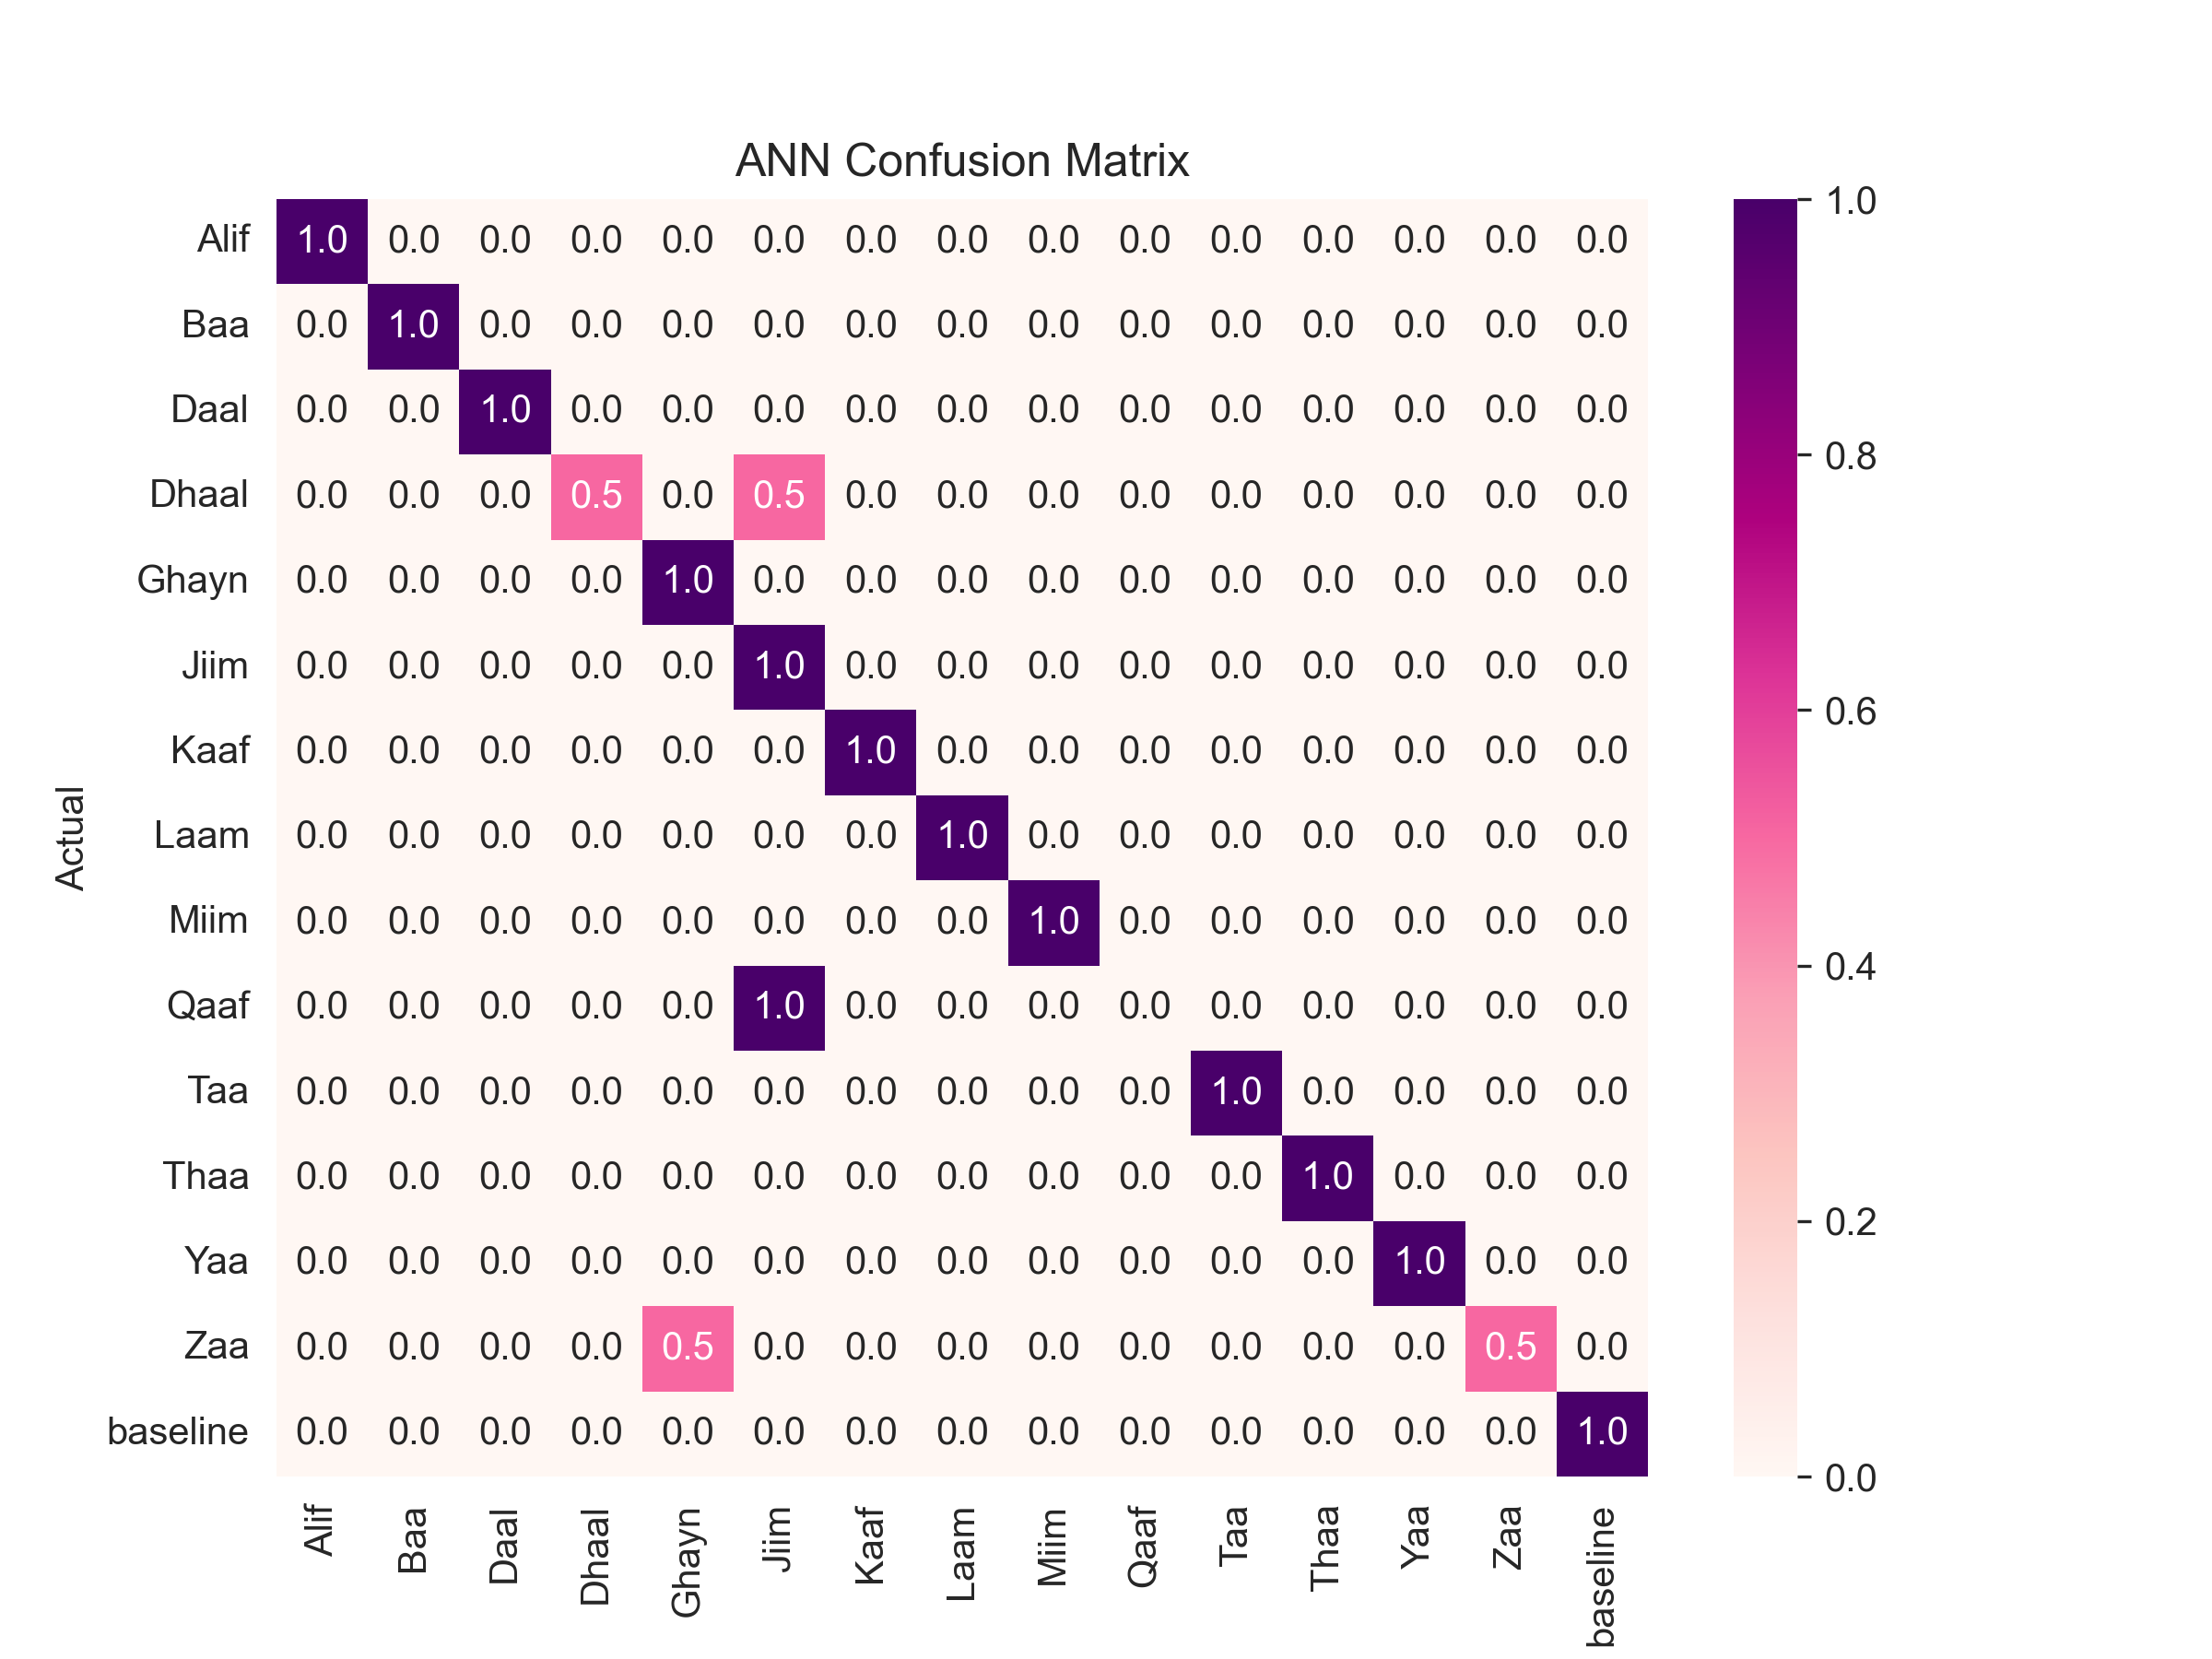 ANN Confusion Matrix
Alif 1.0 0.0 0.0 0.0 0.0 0.0 0.0 0.0 0.0 0.0 0.0 0.0 0.0 0.0 0.0
Baa 0.0 1.0 0.0 0.0 0.0 0.0 0.0 0.0 0.0 0.0 0.0 0.0 0.0 0.0 0.0
Daal 0.0 0.0 1.0 0.0 0.0 0.0 0.0 0.0 0.0 0.0 0.0 0.0 0.0 0.0 0.0
Dhaal 0.0 0.0 0.0 0.5 0.0 0.5 0.0 0.0 0.0 0.0 0.0 0.0 0.0 0.0 0.0
Ghayn 0.0 0.0 0.0 0.0 1.0 0.0 0.0 0.0 0.0 0.0 0.0 0.0 0.0 0.0 0.0
Jiim 0.0 0.0 0.0 0.0 0.0 1.0 0.0 0.0 0.0 0.0 0.0 0.0 0.0 0.0 0.0
Kaaf 0.0 0.0 0.0 0.0 0.0 0.0 1.0 0.0 0.0 0.0 0.0 0.0 0.0 0.0 0.0
Laam 0.0 0.0 0.0 0.0 0.0 0.0 0.0 1.0 0.0 0.0 0.0 0.0 0.0 0.0 0.0
Miim 0.0 0.0 0.0 0.0 0.0 0.0 0.0 0.0 1.0 0.0 0.0 0.0 0.0 0.0 0.0
Qaaf 0.0 0.0 0.0 0.0 0.0 1.0 0.0 0.0 0.0 0.0 0.0 0.0 0.0 0.0 0.0
Taa 0.0 0.0 0.0 0.0 0.0 0.0 0.0 0.0 0.0 0.0 1.0 0.0 0.0 0.0 0.0
Thaa 0.0 0.0 0.0 0.0 0.0 0.0 0.0 0.0 0.0 0.0 0.0 1.0 0.0 0.0 0.0
Yaa 0.0 0.0 0.0 0.0 0.0 0.0 0.0 0.0 0.0 0.0 0.0 0.0 1.0 0.0 0.0
Zaa 0.0 0.0 0.0 0.0 0.5 0.0 0.0 0.0 0.0 0.0 0.0 0.0 0.0 0.5 0.0
baseline 0.0 0.0 0.0 0.0 0.0 0.0 0.0 0.0 0.0 0.0 0.0 0.0 0.0 0.0 1.0
Alif Baa Daal Dhaal Ghayn Jiim Kaaf Laam Miim Qaaf Taa Thaa Yaa Zaa baseline
Actual
1.0
0.8
0.6
0.4
0.2
0.0